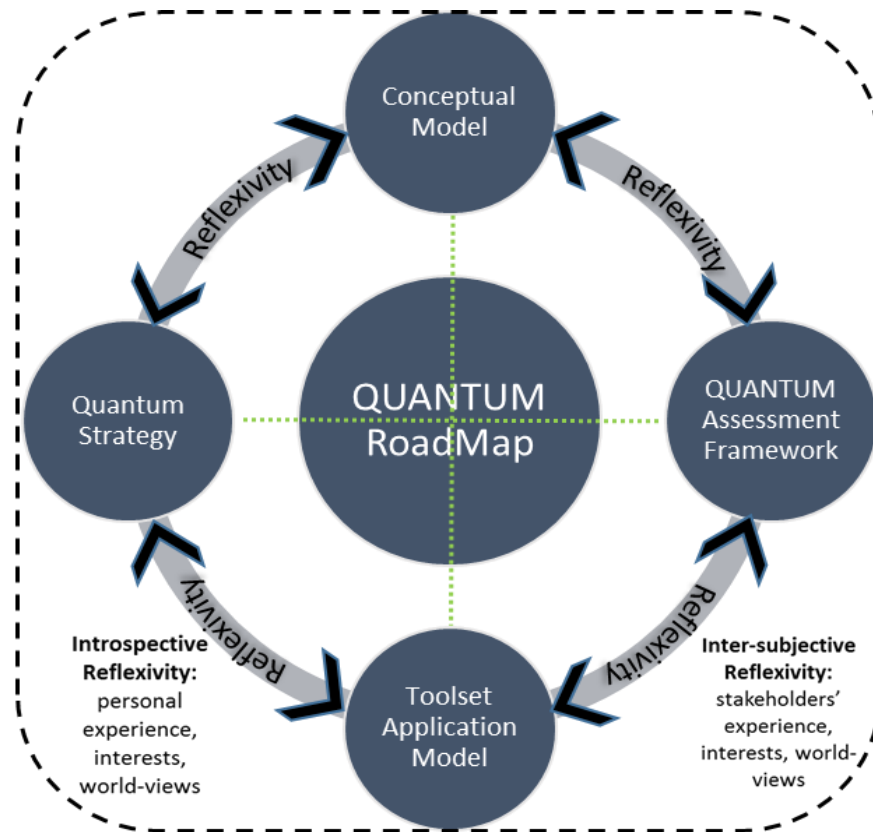 Conceptual
Model
Reflexivity
Reflexivity
Quantum
Strategy
QUANTUM
RoadMap
QUANTUM
Assessment
Framework
Reflexivity
Reflexivity
Introspective
Reflexivity:
personal
experience,
interests,
world-views
Toolset
Application
Model
Inter-subjective
Reflexivity:
stakeholders’
experience,
interests, world-
views